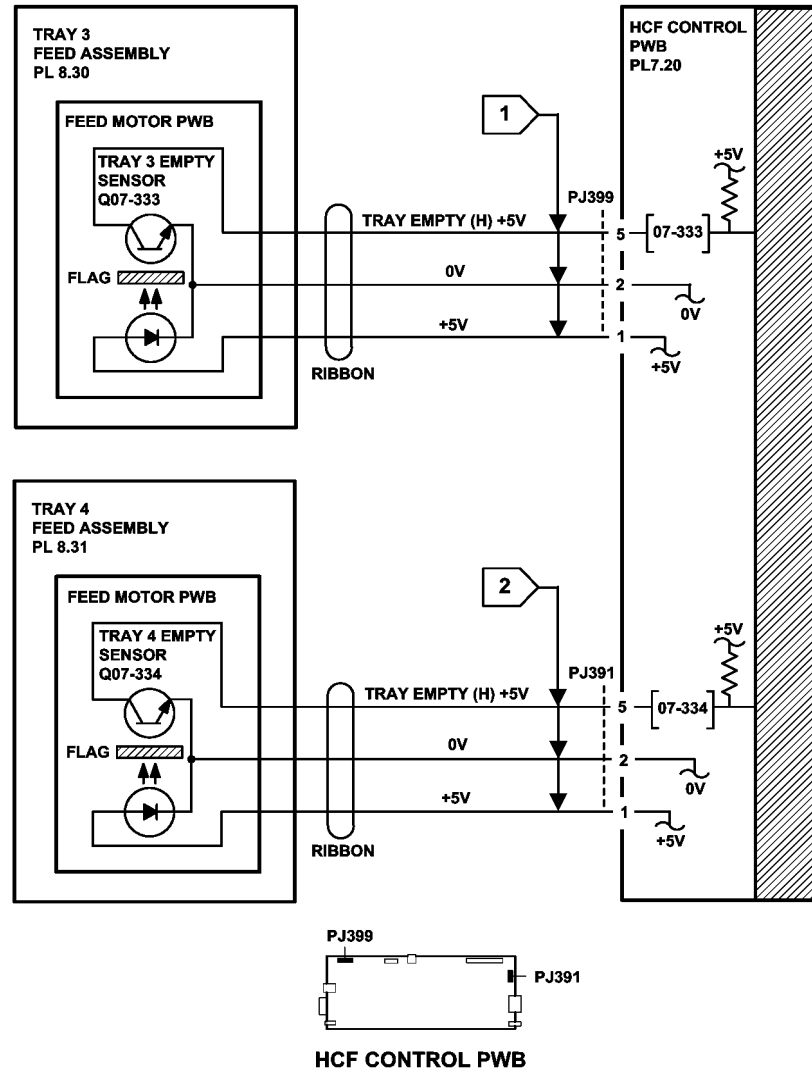 TRAY 3
FEED ASSEMBLY
PL 8.30
FEED MOTOR PWB
TRAY 3 EMPTY
SENSOR
Q07-333
FLAG
RIBBON
TRAY EMPTY (H) +5V
0V
+5V
1
PJ399
5
2
1
HCF CONTROL
PWB
PL7.20
+5V
07-333
0V
+5V
TRAY 4
FEED ASSEMBLY
PL 8.31
FEED MOTOR PWB
TRAY 4 EMPTY
SENSOR
Q07-334
FLAG
RIBBON
TRAY EMPTY (H) +5V
0V
+5V
2
PJ391
5
2
1
+5V
07-334
0V
+5V
PJ399
PJ391
HCF CONTROL PWB